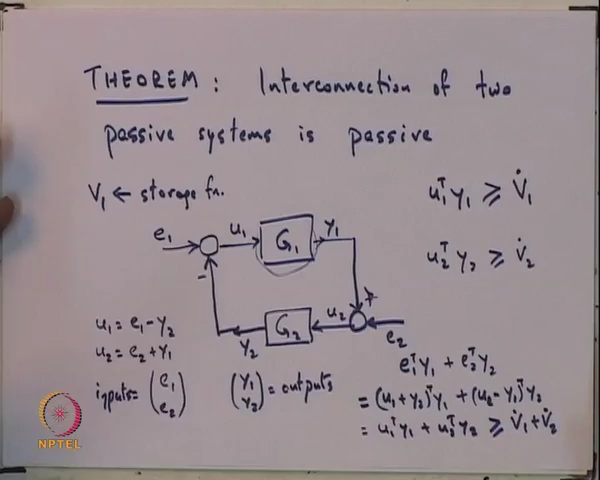 THEOREM : Interconnection of two
passive systems is passive
V₁ ← storage fn.
u₁ᵀy₁ ≥ V̇₁
u₂ᵀy₂ ≥ V̇₂
e₁ u₁ G₁ y₁
-
+
y₂ G₂ u₂ e₂
u₁ = e₁ - y₂
u₂ = e₂ + y₁
inputs = (e₁ e₂) (y₁ y₂) = outputs
e₁ᵀy₁ + e₂ᵀy₂
= (u₁ + y₂)ᵀy₁ + (u₂ - y₁)ᵀy₂
= u₁ᵀy₁ + u₂ᵀy₂ ≥ V̇₁ + V̇₂
NPTEL